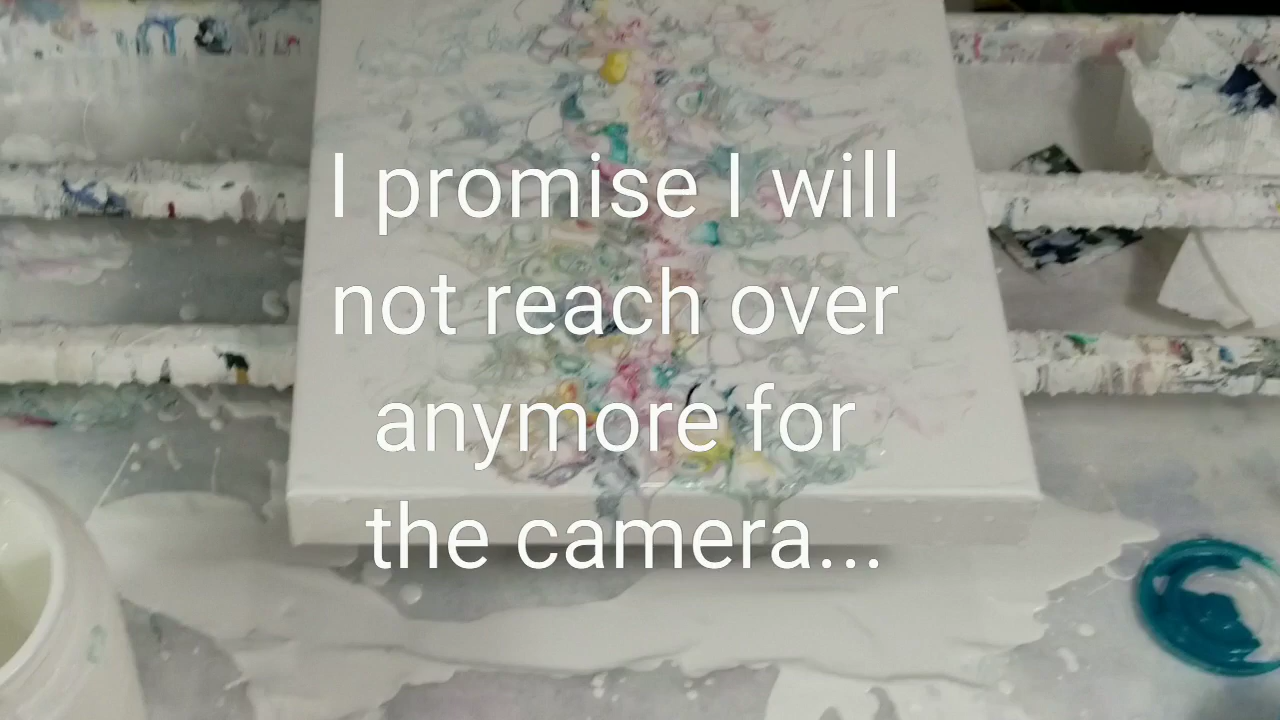 I promise I will
not reach over
anymore for
the camera...